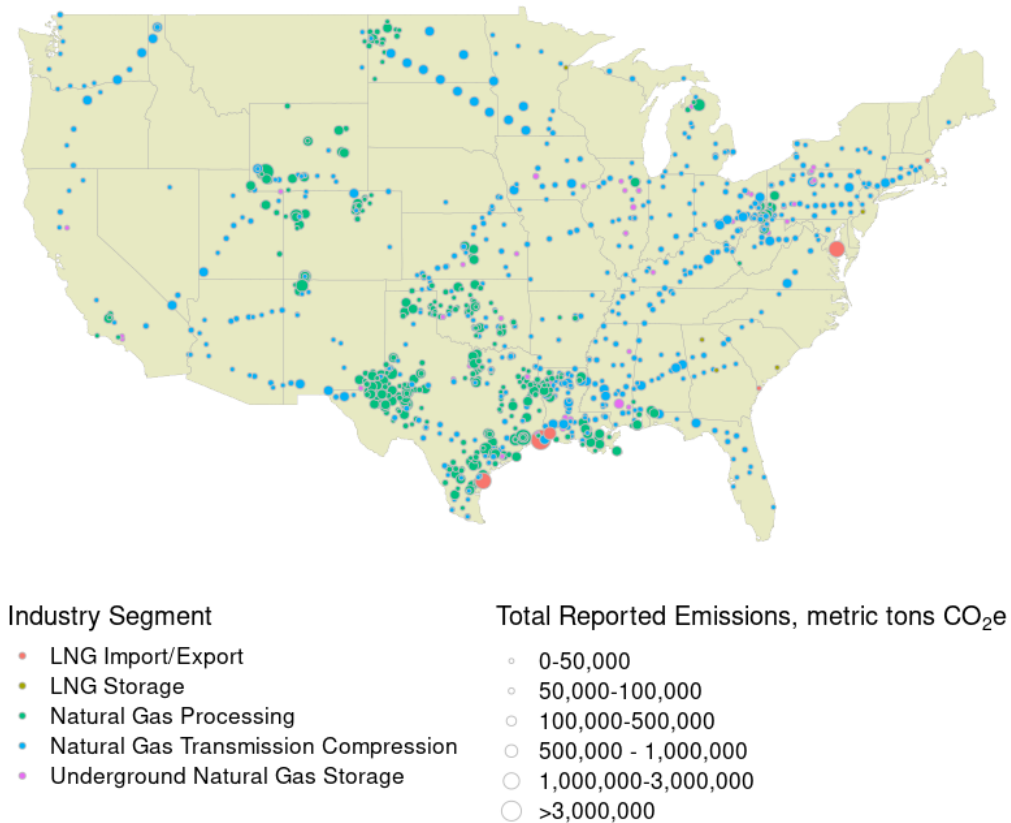 Industry Segment
LNG Import/Export
LNG Storage
Natural Gas Processing
Natural Gas Transmission Compression
Underground Natural Gas Storage
Total Reported Emissions, metric tons CO₂e
0-50,000
50,000-100,000
100,000-500,000
500,000 - 1,000,000
1,000,000-3,000,000
>3,000,000